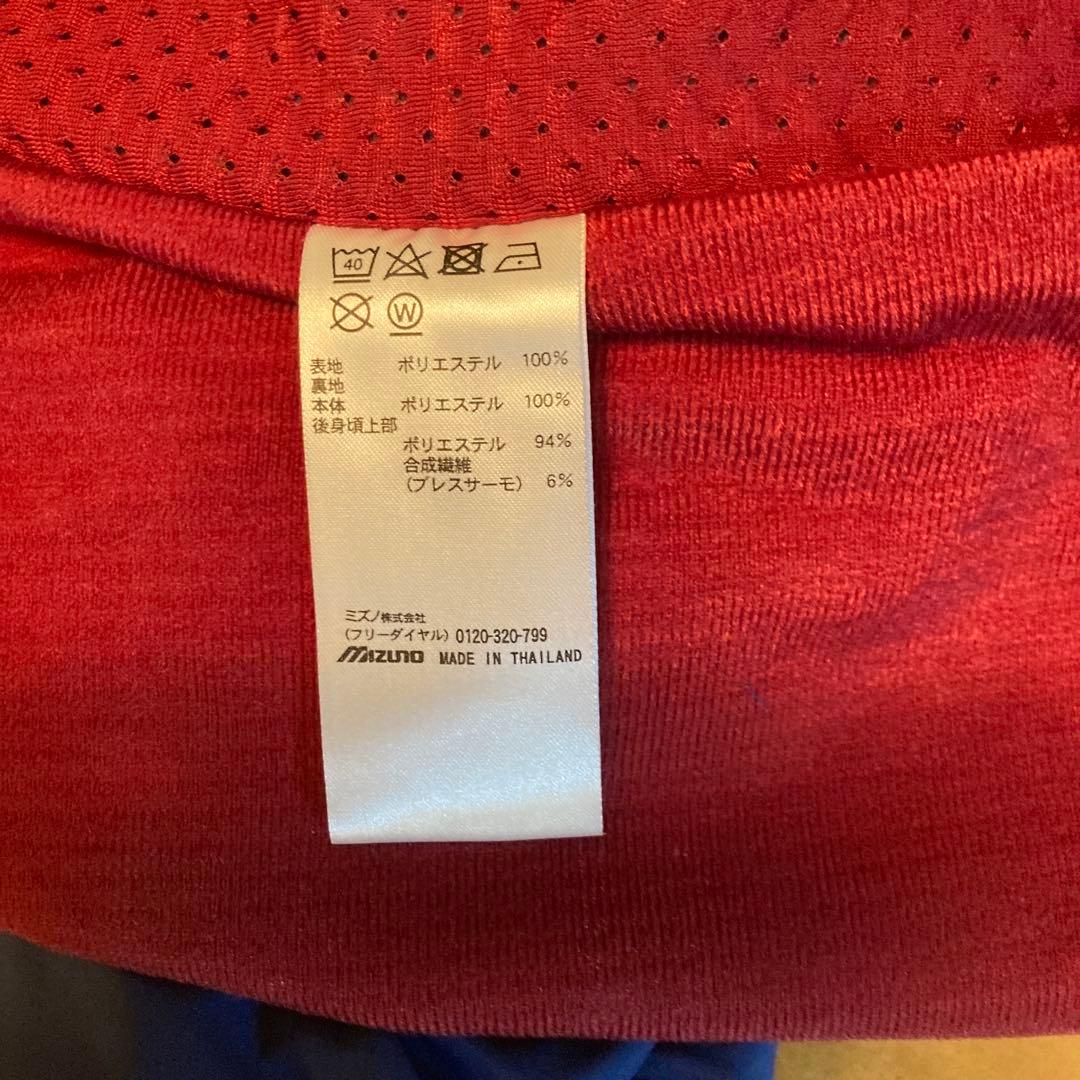 40
W
表地 ポリエステル 100%
裏地
本体 ポリエステル 100%
後身頃上部
ポリエステル 94%
合成繊維
(ブレスサーモ) 6%
ミズノ株式会社
(フリーダイヤル) 0120-320-799
MIZUNO MADE IN THAILAND